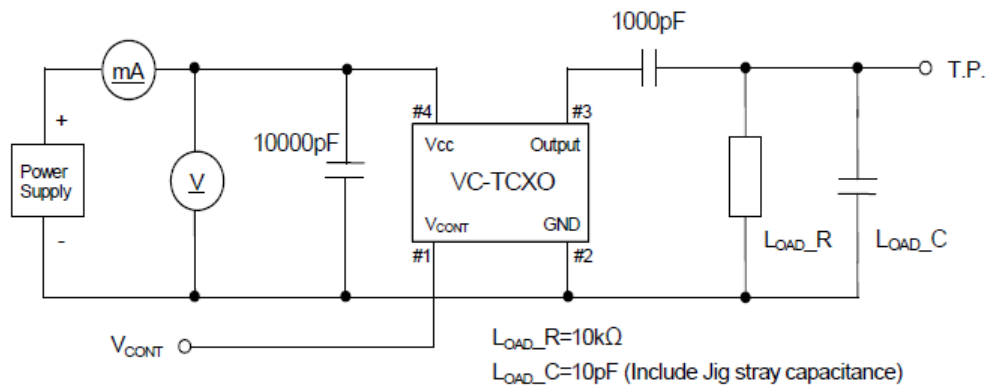 1000pF
mA
T.P.
#4
#3
+
10000pF
Vcc
Output
Power
Supply
V
VC-TCXO
-
VCONT
GND
#1
#2
LOAD_R
LOAD_C
VCONT
LOAD_R=10kΩ
LOAD_C=10pF (Include Jig stray capacitance)